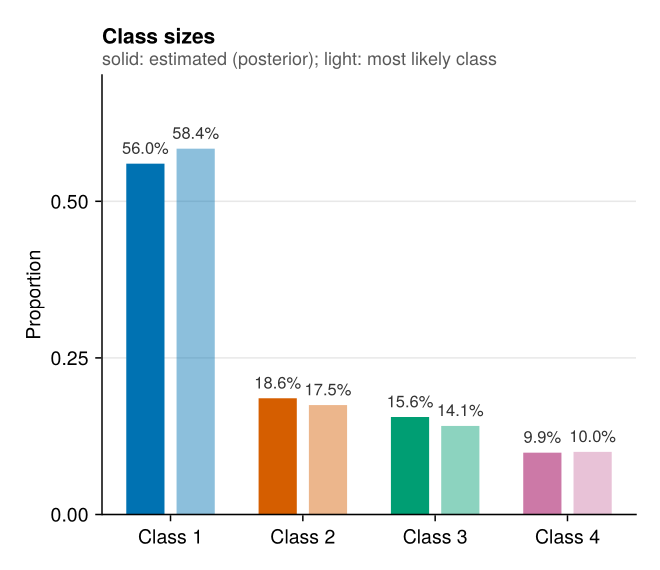 Class sizes
solid: estimated (posterior); light: most likely class
Proportion
0.50
0.25
0.00
56.0%
58.4%
18.6%
17.5%
15.6%
14.1%
9.9%
10.0%
Class 1
Class 2
Class 3
Class 4